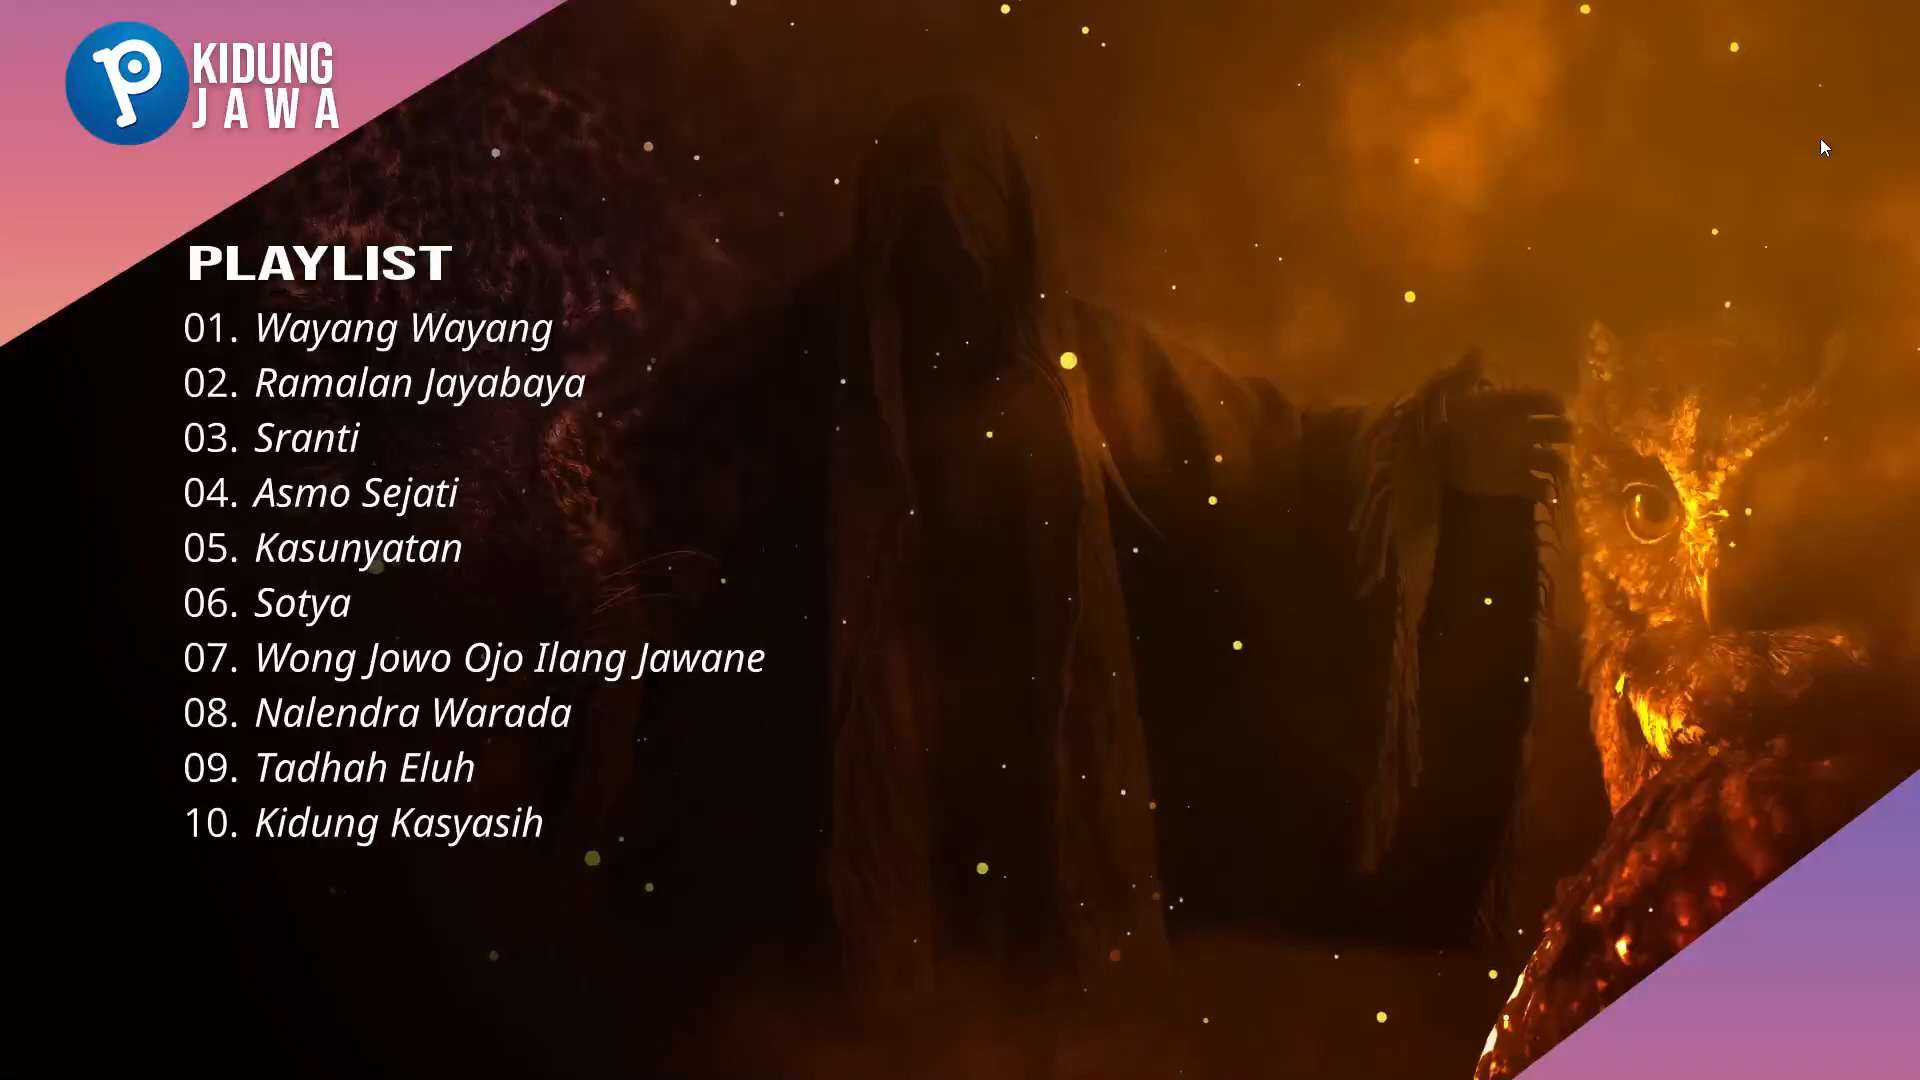 KIDUNG
JAWA
PLAYLIST
01. Wayang Wayang
02. Ramalan Jayabaya
03. Sranti
04. Asmo Sejati
05. Kasunyatan
06. Sotya
07. Wong Jowo Ojo Ilang Jawane
08. Nalendra Warada
09. Tadhah Eluh
10. Kidung Kasyasih